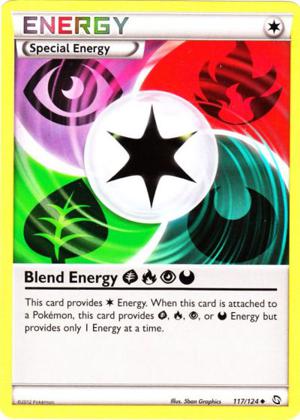 ENERGY
Special Energy
Blend Energy
This card provides Energy. When this card is attached to
a Pokémon, this card provides , , , or Energy but
provides only 1 Energy at a time.
©2012 Pokémon Illus. 5ban Graphics 117/124